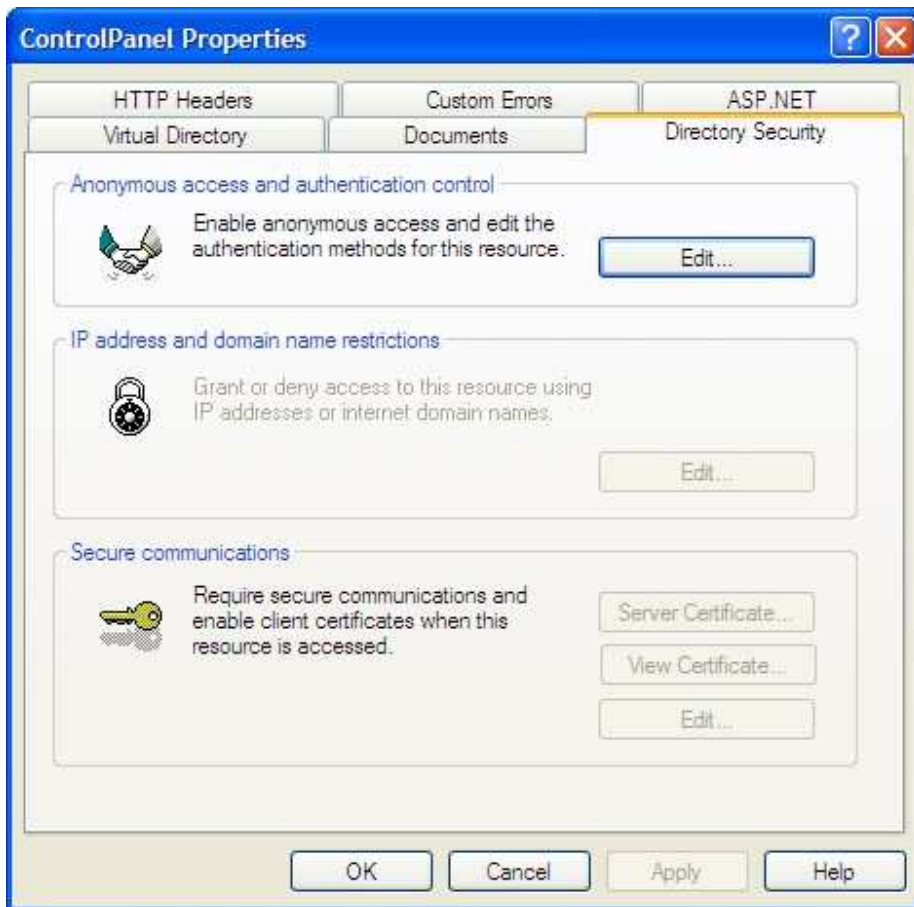 ControlPanel Properties
?
HTTP Headers
Custom Errors
ASP.NET
Virtual Directory
Documents
Directory Security
Anonymous access and authentication control
Enable anonymous access and edit the
authentication methods for this resource.
Edit...
IP address and domain name restrictions
Grant or deny access to this resource using
IP addresses or internet domain names.
Edit...
Secure communications
Require secure communications and
enable client certificates when this
resource is accessed.
Server Certificate...
View Certificate...
Edit...
OK
Cancel
Apply
Help